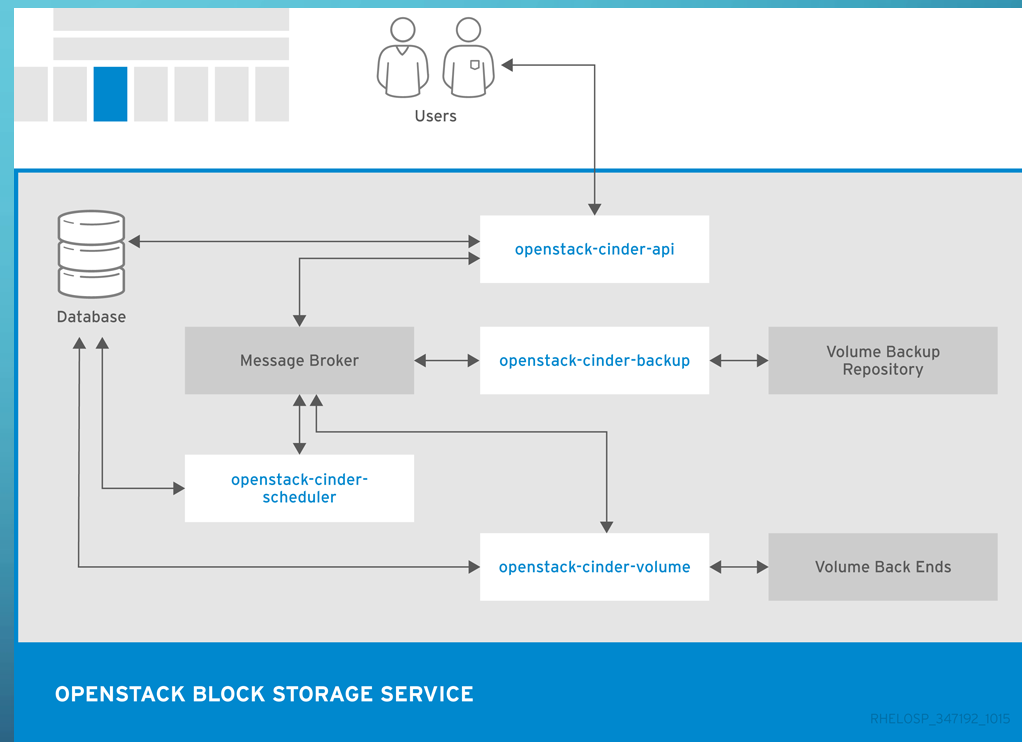 Users
openstack-cinder-api
Database
Message Broker
openstack-cinder-backup
Volume Backup
Repository
openstack-cinder-
scheduler
openstack-cinder-volume
Volume Back Ends
OPENSTACK BLOCK STORAGE SERVICE
RHELOSP_347192_1015